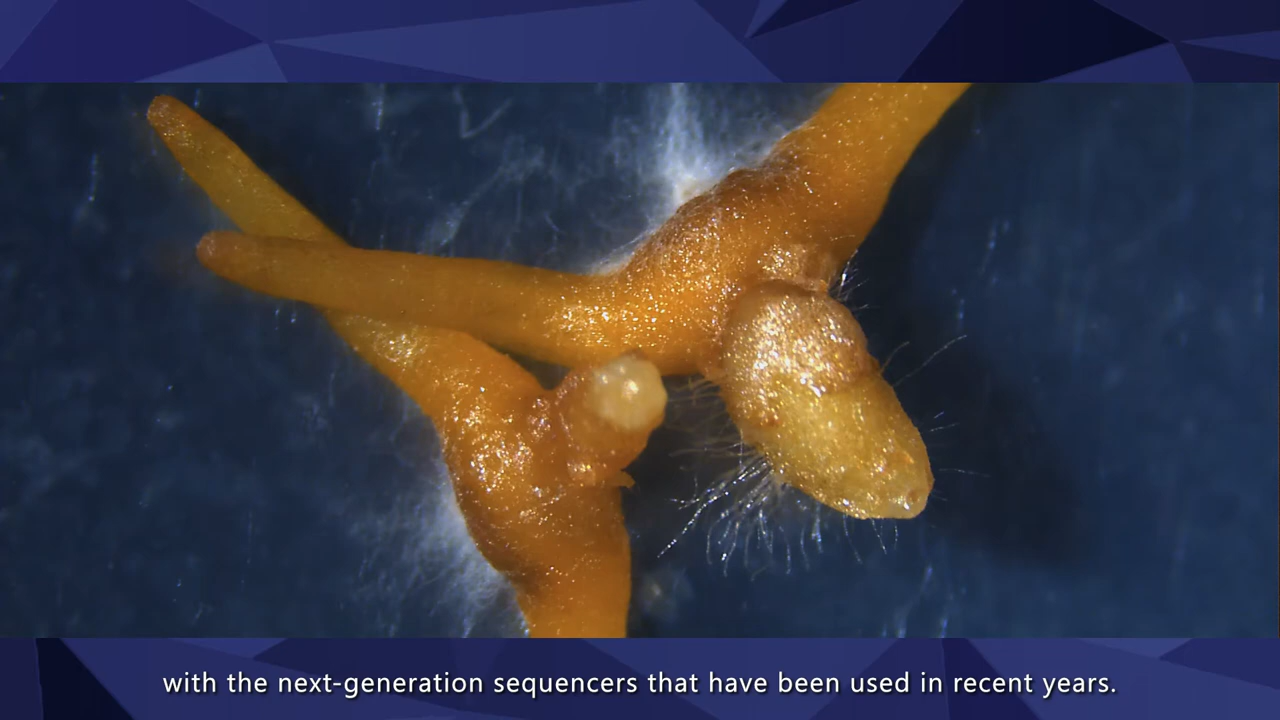 with the next-generation sequencers that have been used in recent years.